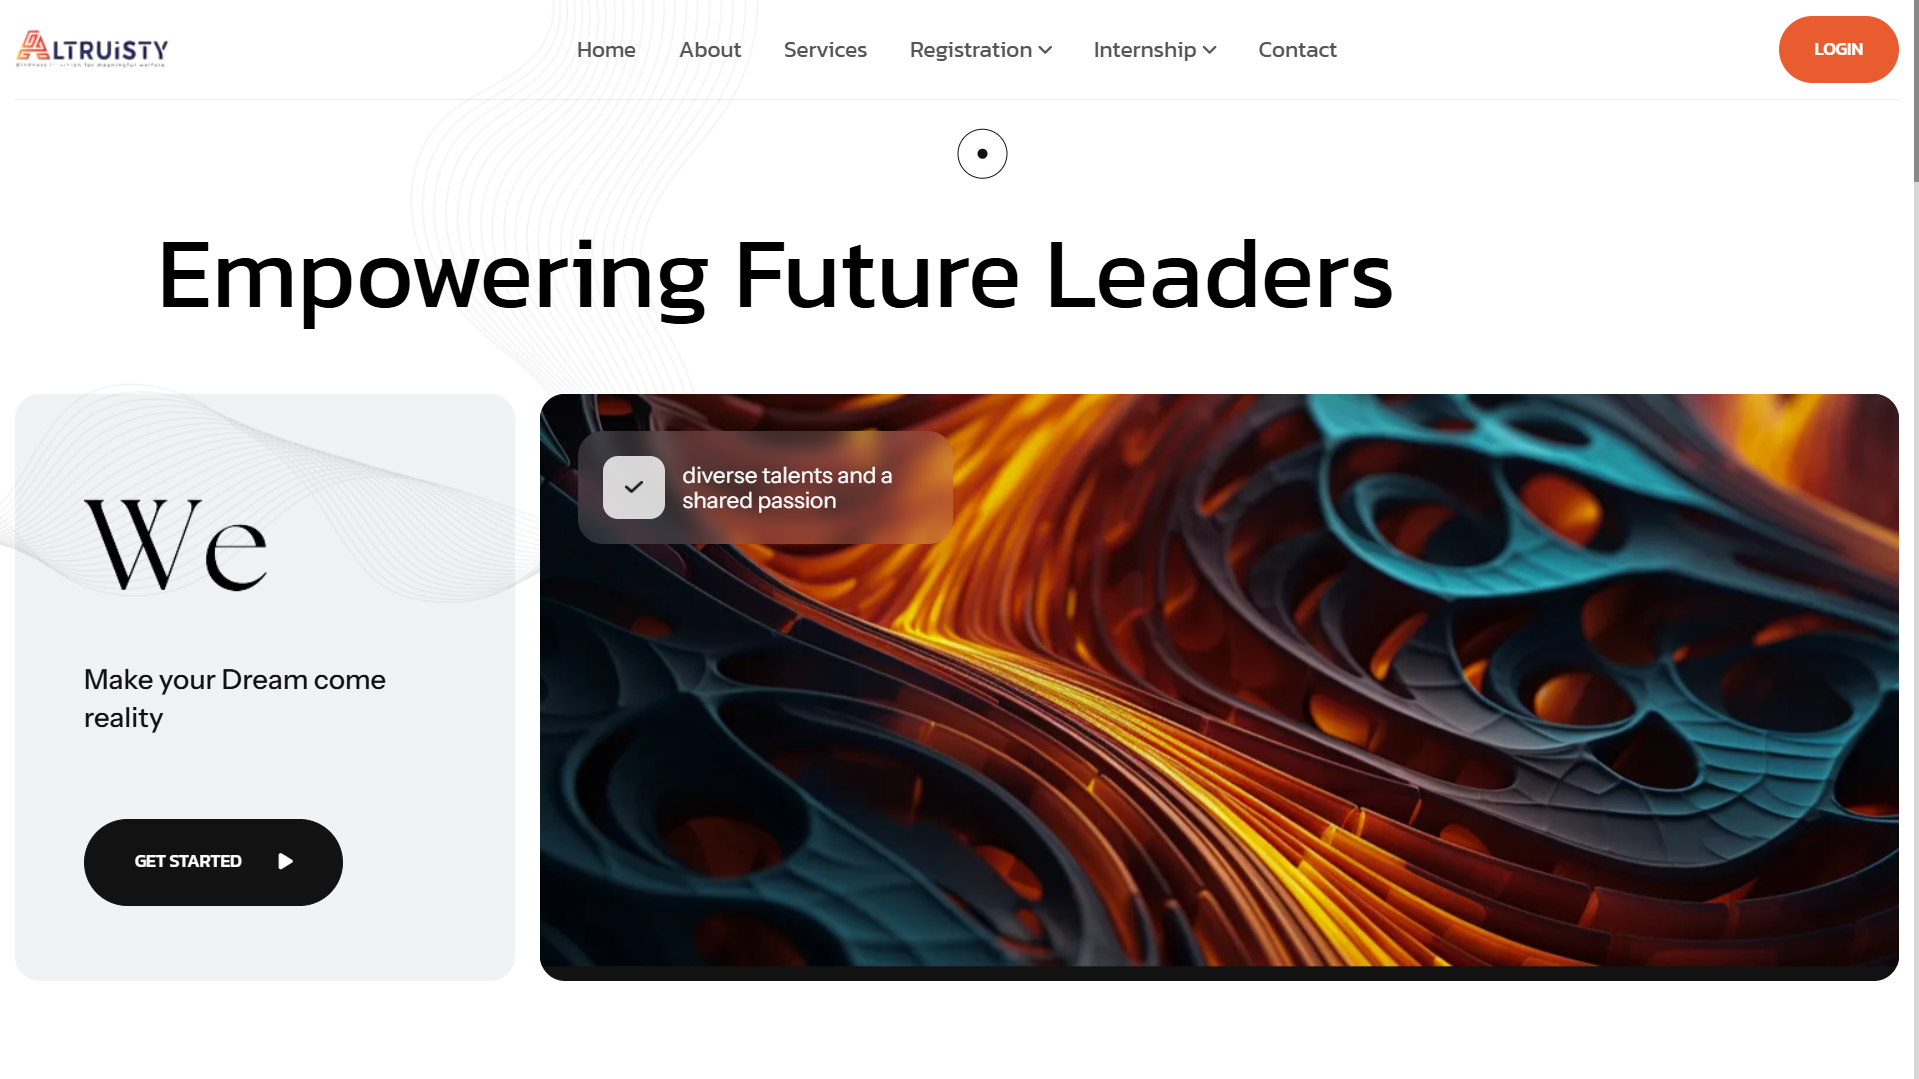 ALTRUiSTY
Home
About
Services
Registration
Internship
Contact
LOGIN
Empowering Future Leaders
We
Make your Dream come
reality
GET STARTED
diverse talents and a
shared passion